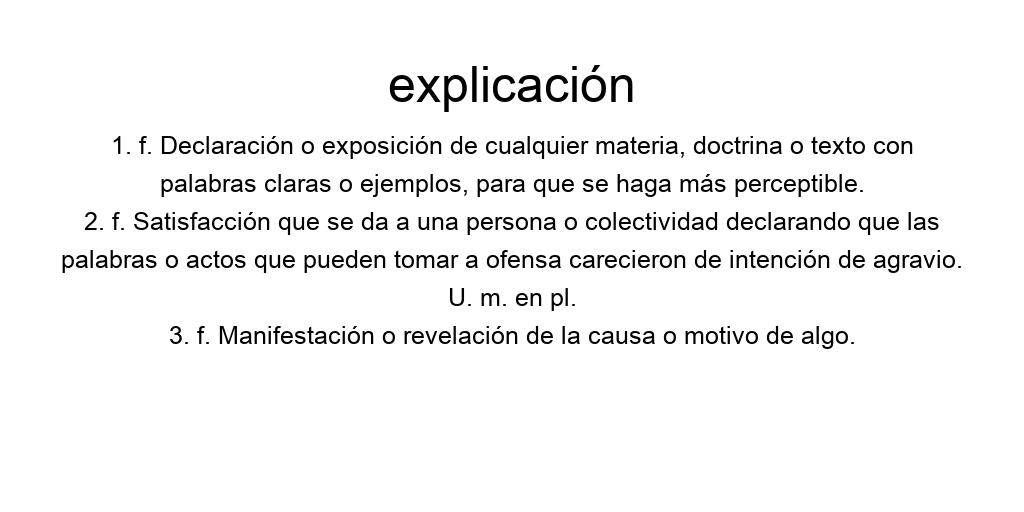 explicación
1. f. Declaración o exposición de cualquier materia, doctrina o texto con
palabras claras o ejemplos, para que se haga más perceptible.
2. f. Satisfacción que se da a una persona o colectividad declarando que las
palabras o actos que pueden tomar a ofensa carecieron de intención de agravio.
U. m. en pl.
3. f. Manifestación o revelación de la causa o motivo de algo.